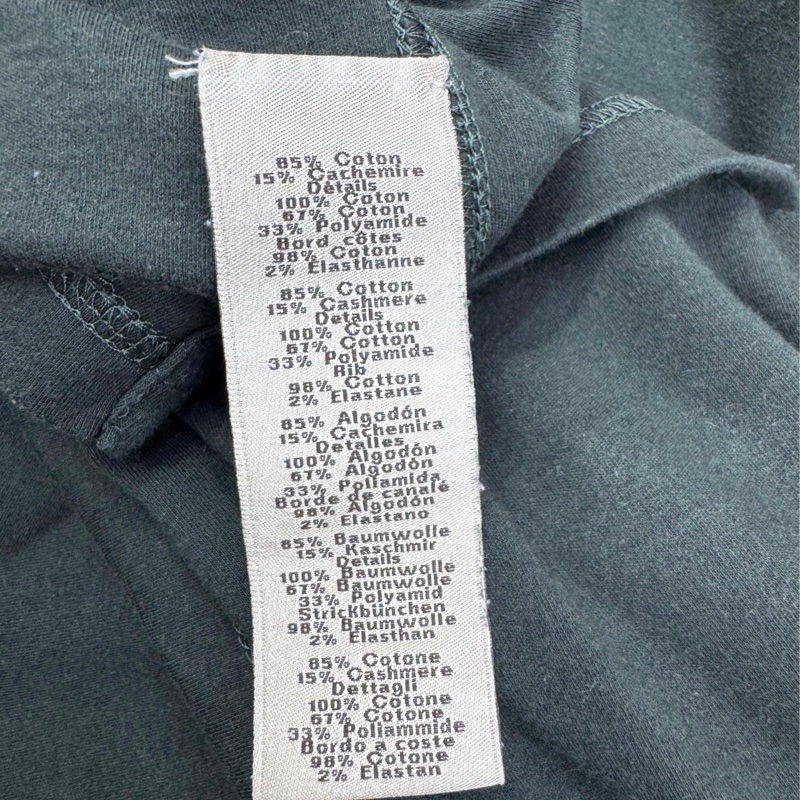 85% Coton
15% Cachemire
Détails
100% Coton
67% Coton
33% Polyamide
Bord côtes
98% Coton
2% Élasthanne
85% Cotton
15% Cashmere
Details
100% Cotton
67% Cotton
33% Polyamide
Rib
98% Cotton
2% Elastane
85% Algodón
15% Cachemira
Detalles
100% Algodón
67% Algodón
33% Poliamida
Borde de canalé
98% Algodón
2% Elastano
85% Baumwolle
15% Kaschmir
Details
100% Baumwolle
67% Baumwolle
33% Polyamid
Strickbünchen
98% Baumwolle
2% Elasthan
85% Cotone
15% Cashmere
Dettagli
100% Cotone
67% Cotone
33% Poliammide
Bordo a coste
98% Cotone
2% Elastan